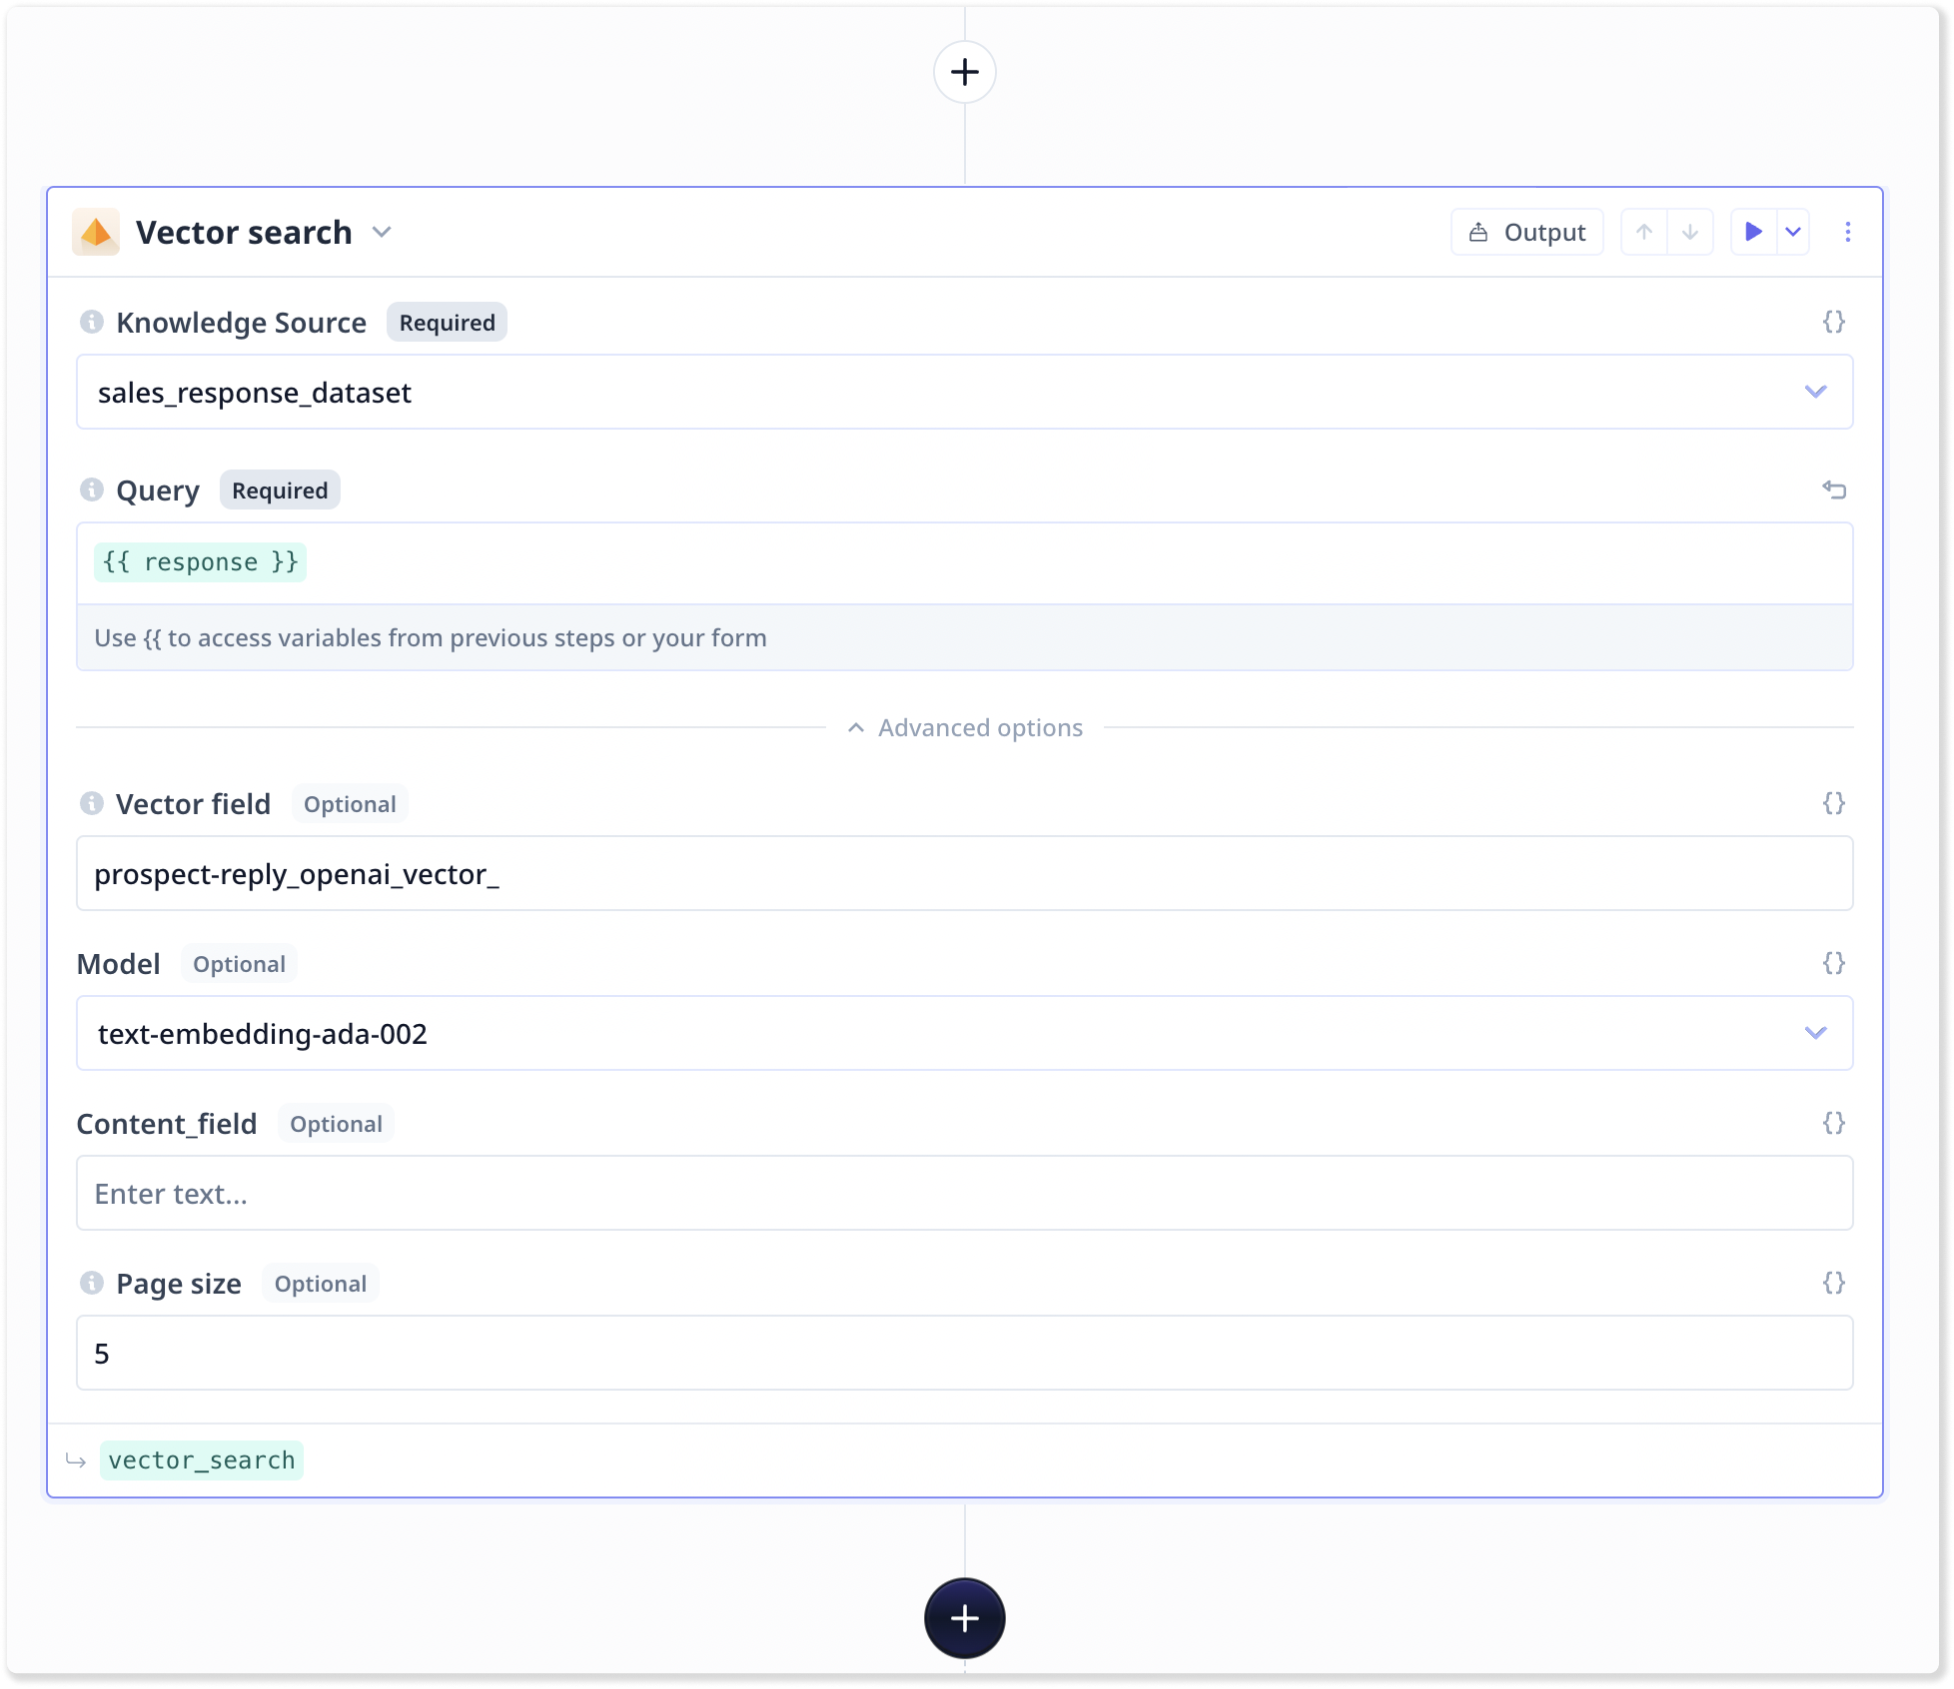 Vector search
Output
Knowledge Source Required
{}
sales_response_dataset
Query Required
{{ response }}
Use {{ to access variables from previous steps or your form
Advanced options
Vector field Optional
{}
prospect-reply_openai_vector_
Model Optional
{}
text-embedding-ada-002
Content_field Optional
{}
Enter text...
Page size Optional
{}
5
vector_search